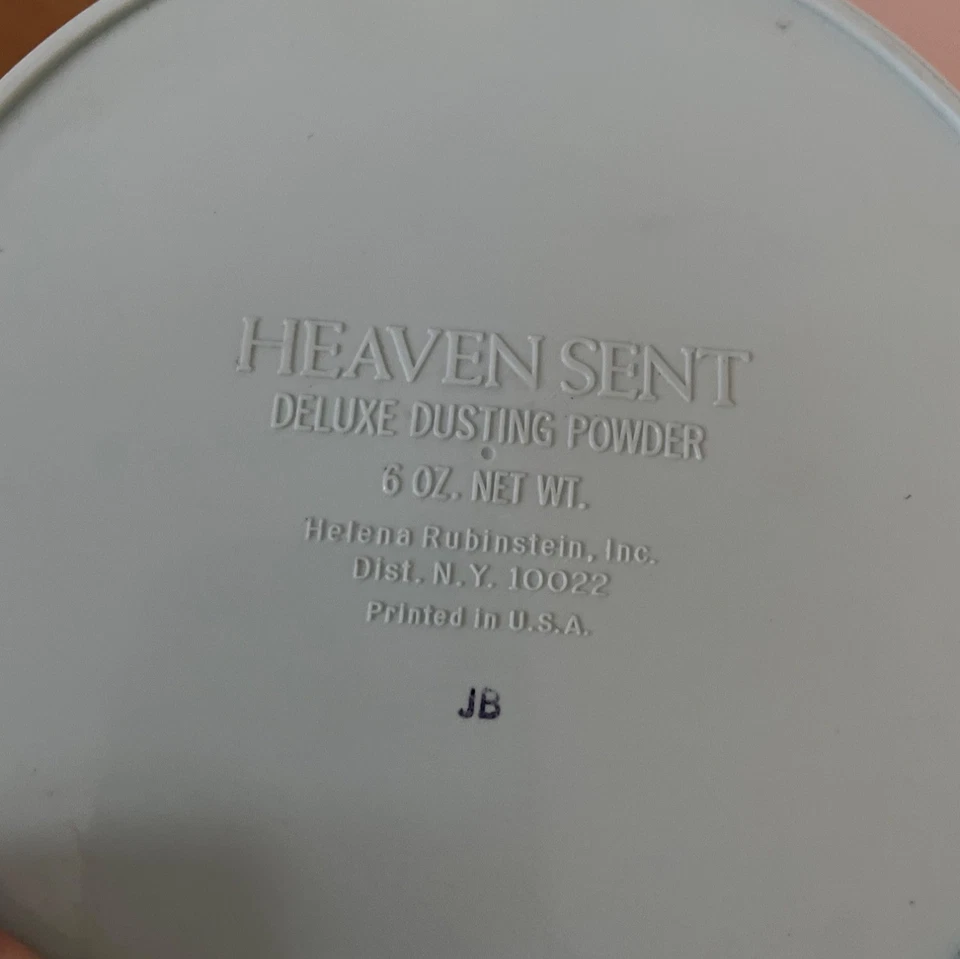 HEAVEN SENT
DELUXE DUSTING POWDER
6 OZ. NET WT.
Helena Rubinstein, Inc.
Dist. N.Y. 10022
Printed in U.S.A.
JB